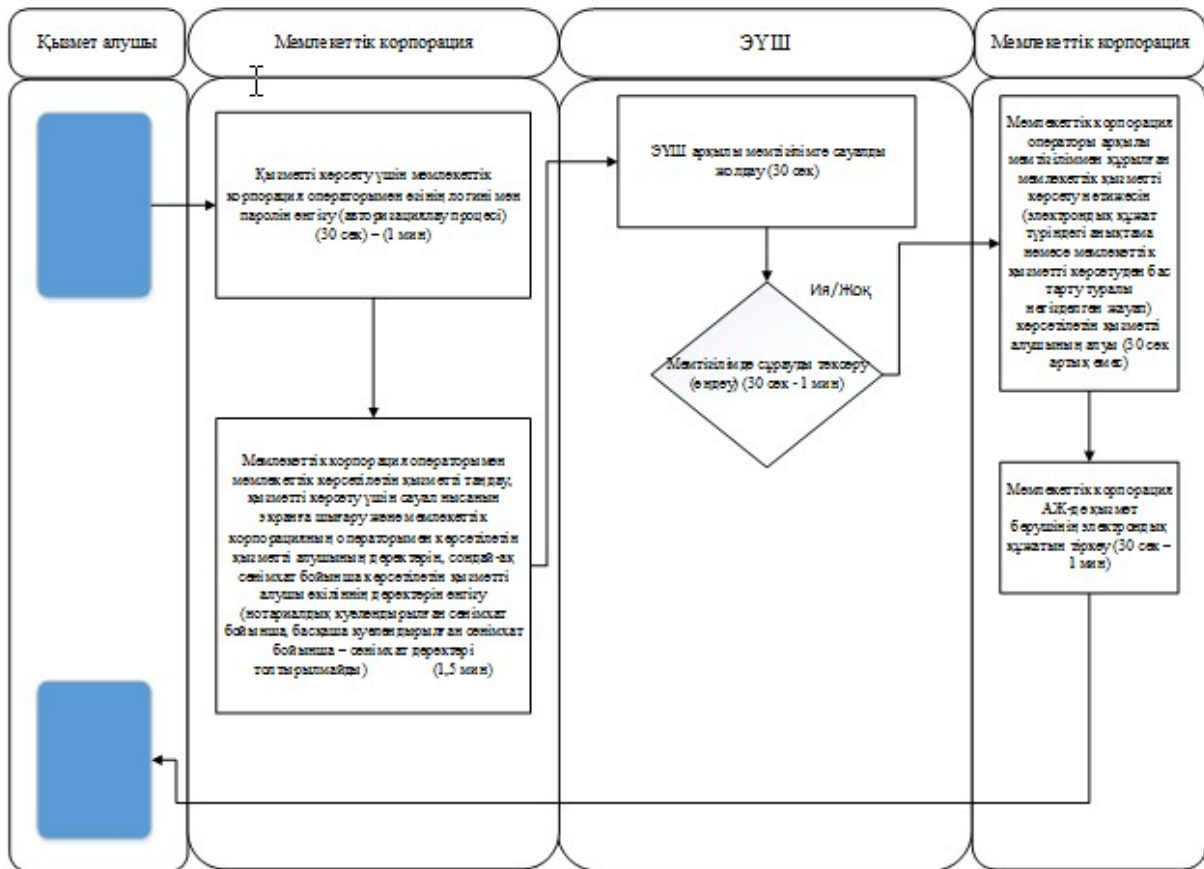 Қызмет алушы
Мемлекеттік корпорация
ЭҮШ
Мемлекеттік корпорация
Қызметті көрсету үшін мемлекеттік
корпорация операторымен өзінің логині мен
паролін енгізу (авторизациялау процесі)
(30 сек) – (1 мин)
Мемлекеттік корпорация операторымен
мемлекеттік көрсетілетін қызметті таңдау,
қызметті көрсету үшін сауал нысанын
экранға шығару және мемлекеттік
корпорацияның операторымен көрсетілетін
қызметті алушының деректерін, сондай-ақ
сенімхат бойынша көрсетілетін қызметті
алушы өкілінің деректерін енгізу
(нотариалдық куәлендырылған сенімхат
бойынша, басқаша куәлендырылған сенімхат
бойынша – сенімхат деректері
толтырылмайды) (1,5 мин)
ЭҮШ арқылы мемтізілімге сауалды
жолдау (30 сек)
Ия/Жоқ
Мемтізілімде сұрауды тексеру
(өңдеу) (30 сек - 1 мин)
Мемлекеттік корпорация
операторы арқылы
мемтізіліммен құрылған
мемлекеттік қызметті
көрсету нәтижесін
(электрондық құжат
түріндегі анықтама
немесе мемлекеттік
қызметті көрсетуден бас
тарту туралы
негізделген жауап)
көрсетілетін қызметті
алушының алуы (30 сек
артық емес)
Мемлекеттік корпорация
АЖ-де қызмет
берушінің электрондық
құжатын тіркеу (30 сек –
1 мин)